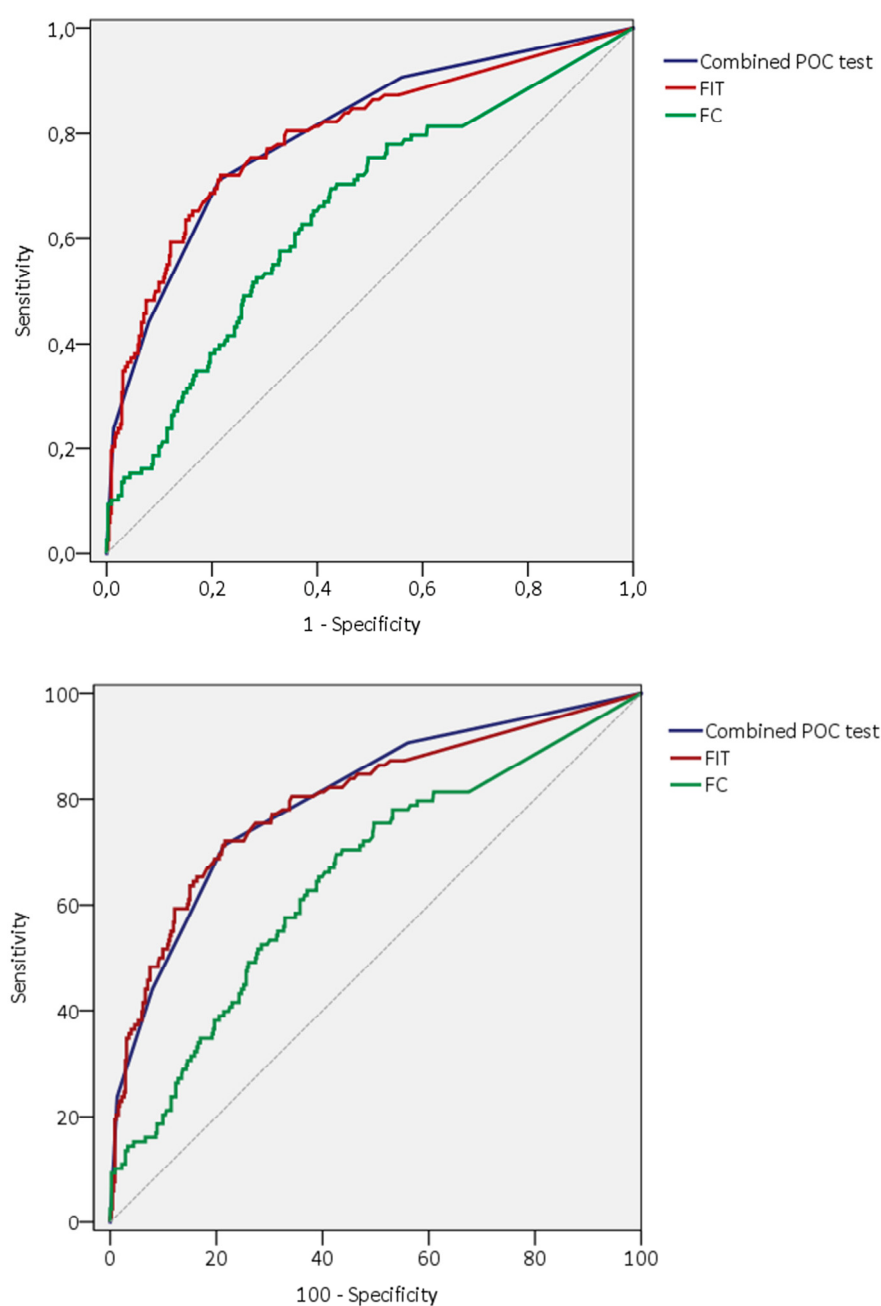 1,0
0,8
0,6
0,4
0,2
0,0
Sensitivity
0,0 0,2 0,4 0,6 0,8 1,0
1 - Specificity
Combined POC test
FIT
FC
100
80
60
40
20
0
Sensitivity
0 20 40 60 80 100
100 - Specificity
Combined POC test
FIT
FC